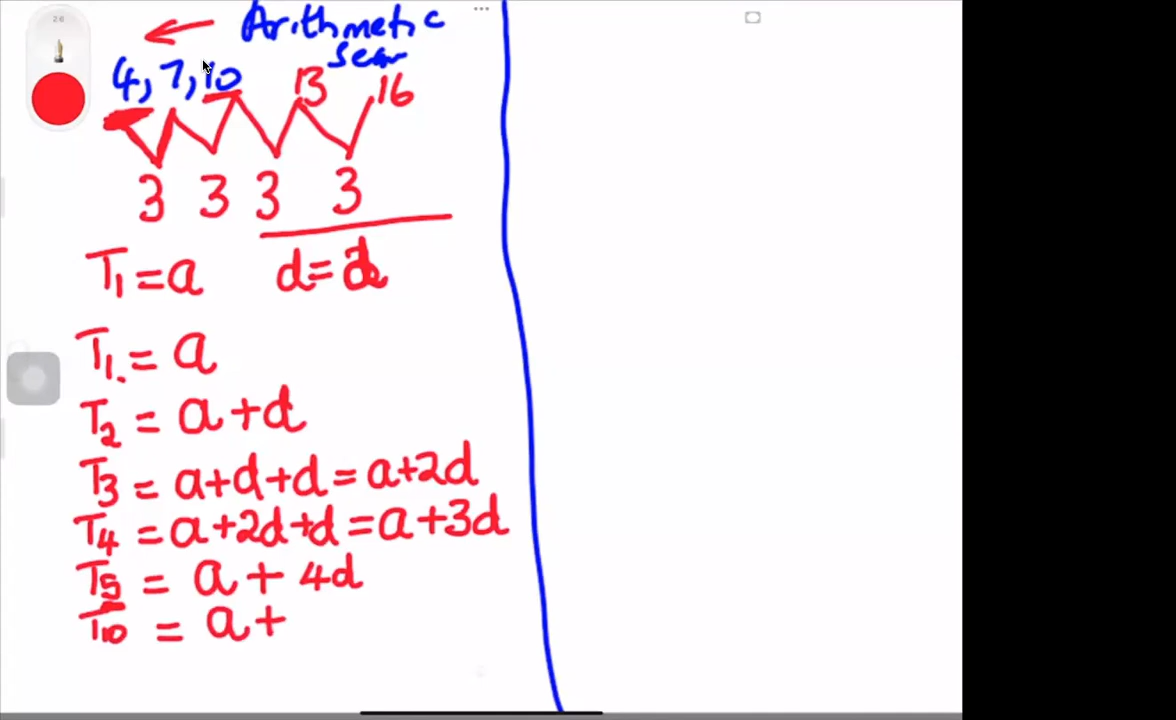 Arithmetic
4, 7, 10 13 16
3 3 3 3
T1 = a d =
T1. = a
T2 = a + d
T3 = a+d+d = a+2d
T4 = a+2d+d = a+3d
T5 = a + 4d
T10 = a +